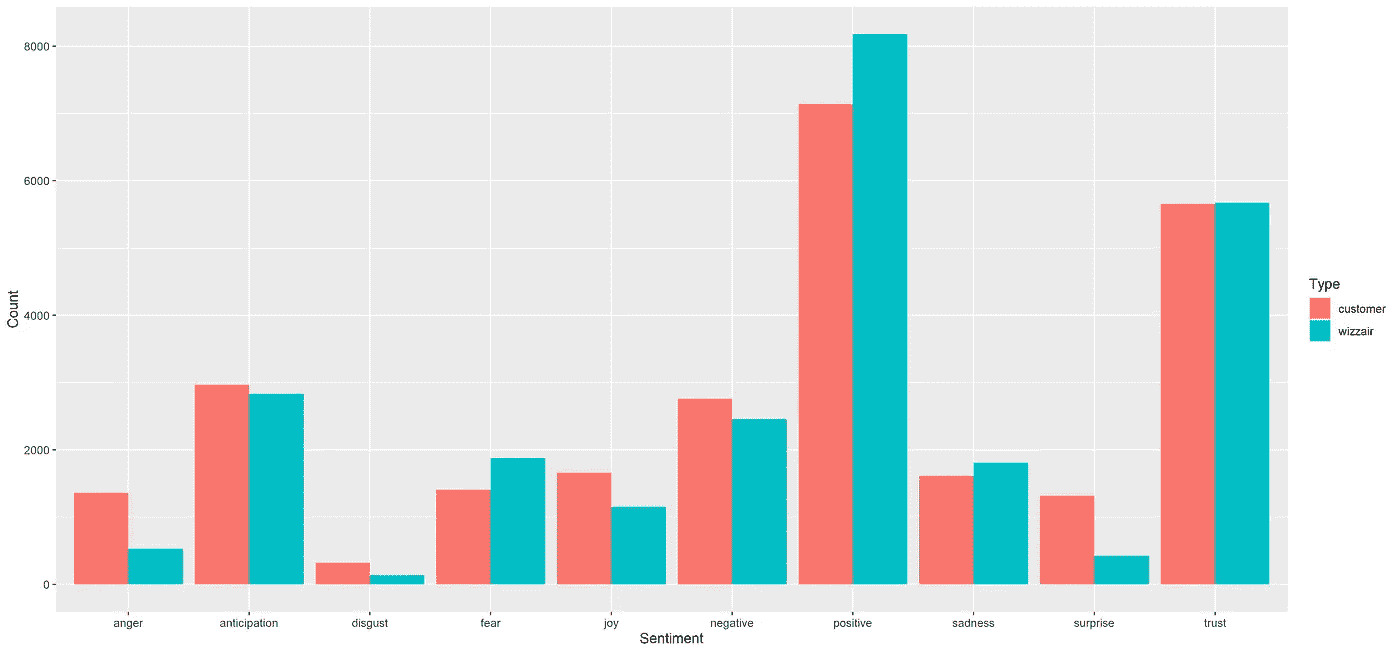 8000
6000
4000
2000
0
Count
anger anticipation disgust fear joy negative positive sadness surprise trust
Sentiment
Type
customer
wizzair